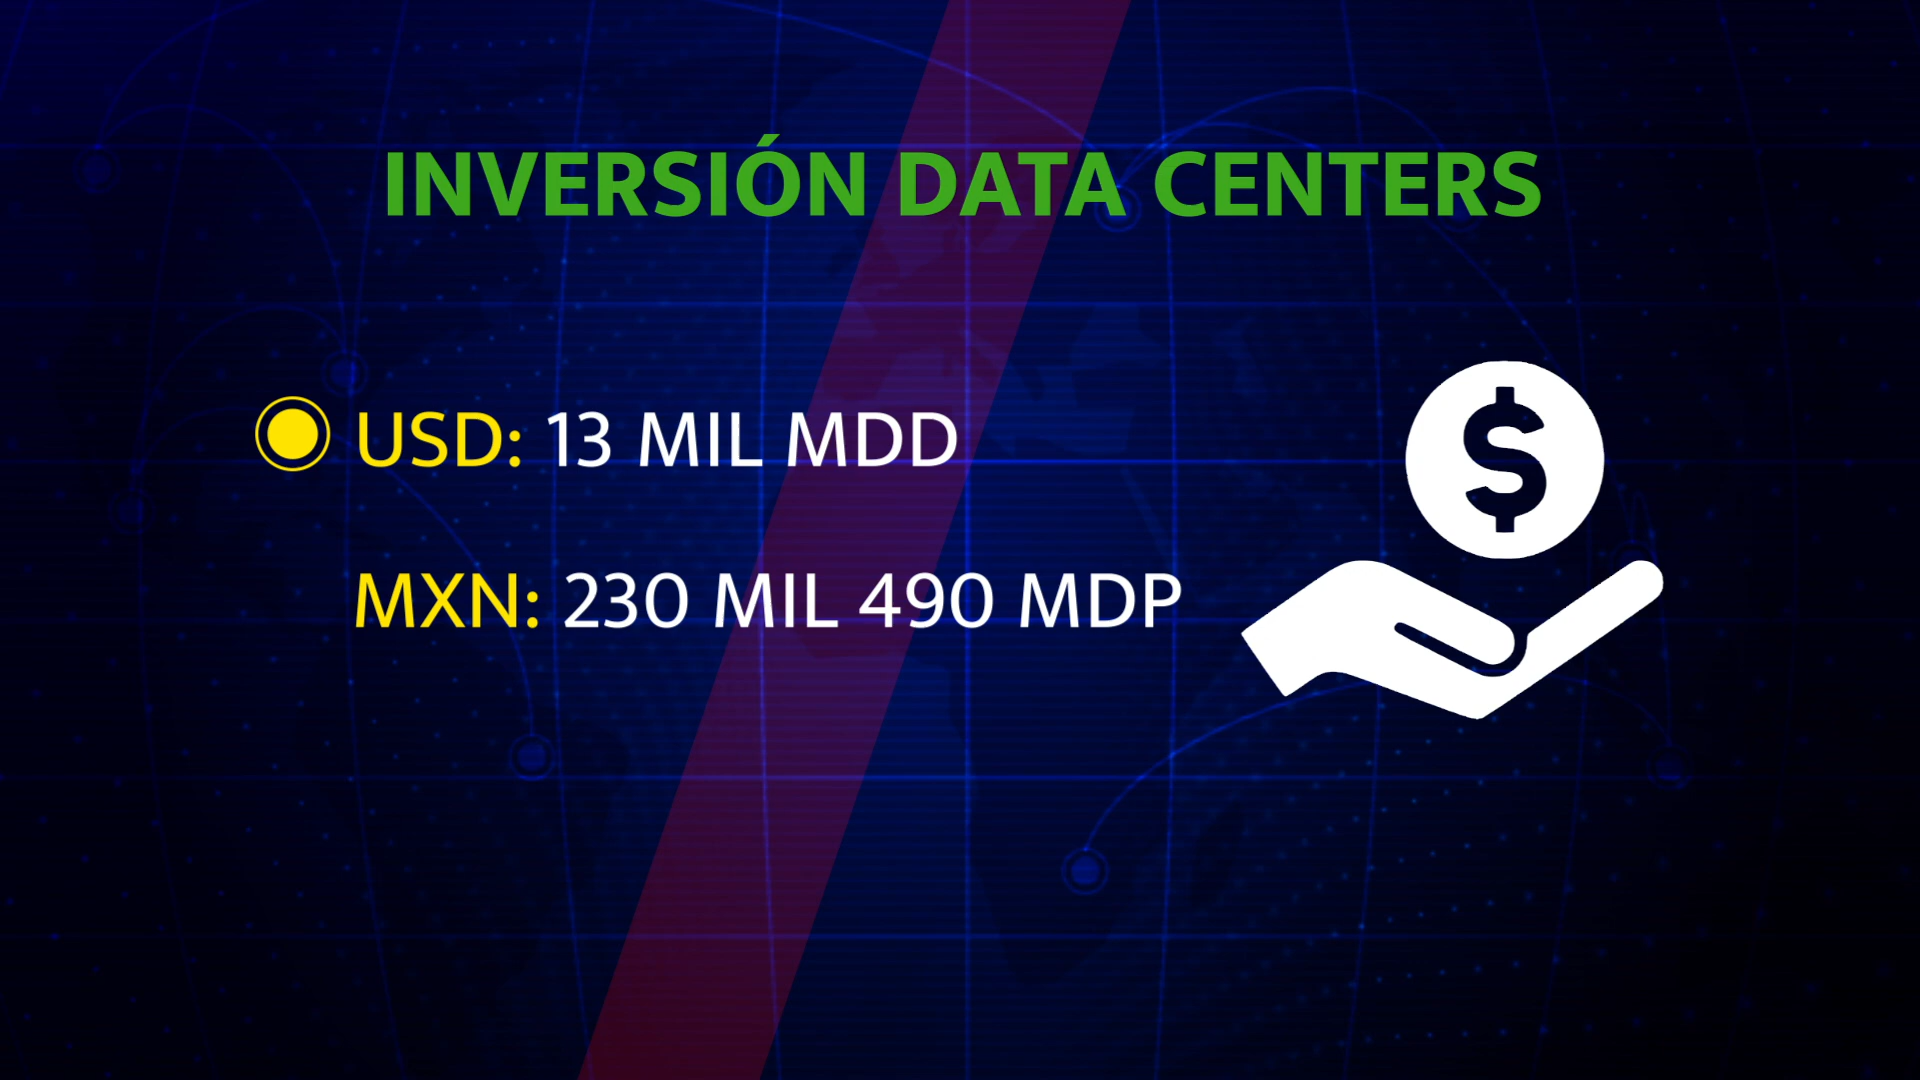 INVERSIÓN DATA CENTERS
USD: 13 MIL MDD
MXN: 230 MIL 490 MDP
$